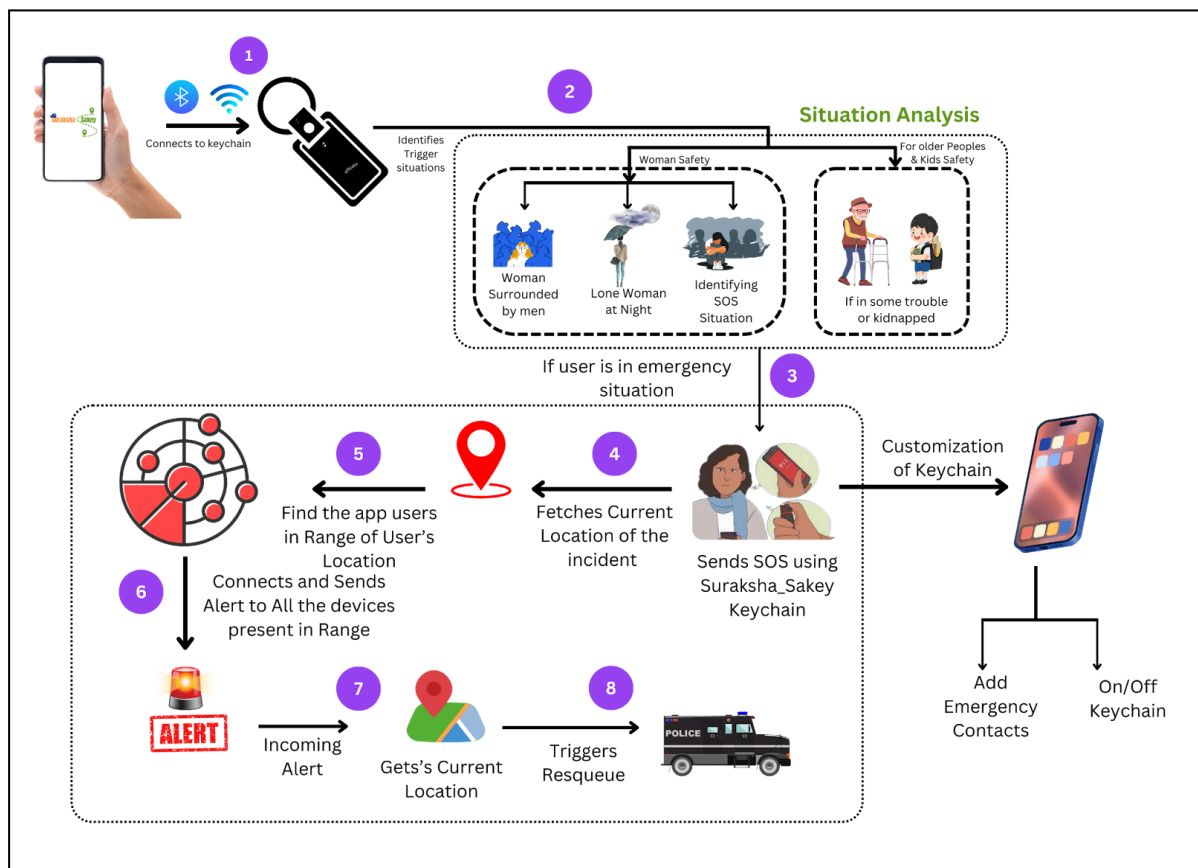 1
suraksha
Sakey
Connects to keychain
2
Identifies
Trigger
situations
Situation Analysis
Woman Safety
For older Peoples
& Kids Safety
Woman
Surrounded
by men
Lone Woman
at Night
Identifying
SOS
Situation
If in some trouble
or kidnapped
If user is in emergency
situation
3
4
Fetches Current
Location of the
incident
5
Find the app users
in Range of User's
Location
Sends SOS using
Suraksha_Sakey
Keychain
Customization
of Keychain
Add
Emergency
Contacts
On/Off
Keychain
6
Connects and Sends
Alert to All the devices
present in Range
ALERT
7
Incoming
Alert
Gets's Current
Location
8
Triggers
Resqueue
POLICE